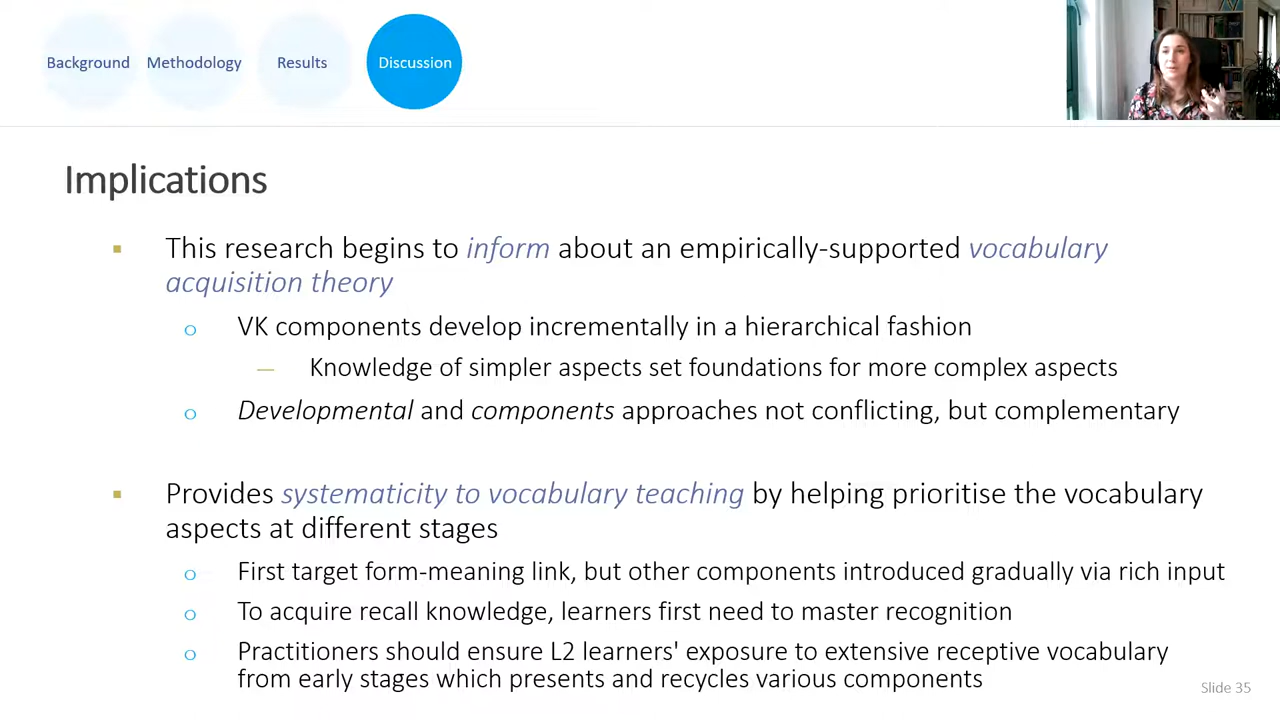 Background Methodology Results Discussion
Implications
▪ This research begins to inform about an empirically-supported vocabulary
acquisition theory
o VK components develop incrementally in a hierarchical fashion
— Knowledge of simpler aspects set foundations for more complex aspects
o Developmental and components approaches not conflicting, but complementary
▪ Provides systematicity to vocabulary teaching by helping prioritise the vocabulary
aspects at different stages
o First target form-meaning link, but other components introduced gradually via rich input
o To acquire recall knowledge, learners first need to master recognition
o Practitioners should ensure L2 learners' exposure to extensive receptive vocabulary
from early stages which presents and recycles various components
Slide 35